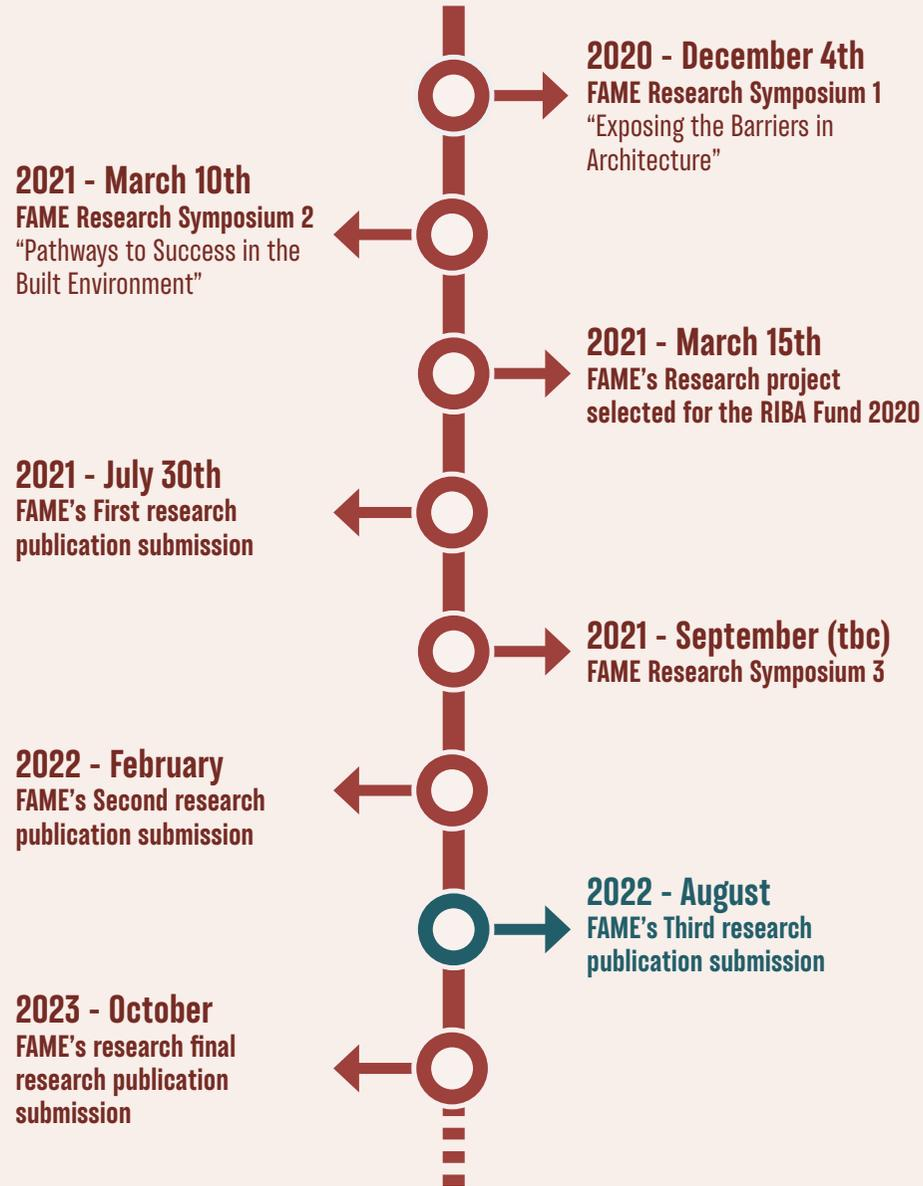 2020 - December 4th
FAME Research Symposium 1
“Exposing the Barriers in
Architecture”
2021 - March 10th
FAME Research Symposium 2
“Pathways to Success in the
Built Environment”
2021 - March 15th
FAME’s Research project
selected for the RIBA Fund 2020
2021 - July 30th
FAME’s First research
publication submission
2021 - September (tbc)
FAME Research Symposium 3
2022 - February
FAME’s Second research
publication submission
2022 - August
FAME’s Third research
publication submission
2023 - October
FAME’s research final
research publication
submission